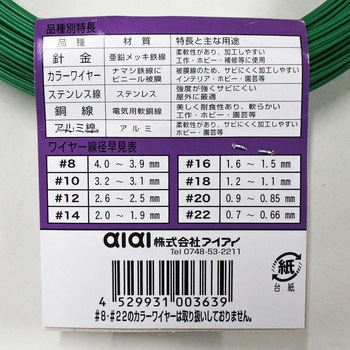 品種別特長
品種 材質 特長と主な用途
針金 亜鉛メッキ鉄線 柔軟性があり、加工しやすい
工作・ホビー・補修等に使用
カラーワイヤー ナマシ鉄線に
ビニール被膜 被膜線のため、サビにくく加工しやすい
インテリア・ホビー・園芸等
ステンレス線 ステンレス 強度が強くサビにくい
屋外に最適
銅線 電気用軟銅線 美しく耐食性あり、軟らかい
工作・ホビー・園芸等
アルミ線 アルミ 柔軟性があり、サビにくく加工しやすい
ホビー・園芸等
ワイヤー線径早見表
#8 4.0 ～ 3.9 mm #16 1.6 ～ 1.5 mm
#10 3.2 ～ 3.1 mm #18 1.2 ～ 1.1 mm
#12 2.6 ～ 2.5 mm #20 0.9 ～ 0.85 mm
#14 2.0 ～ 1.9 mm #22 0.7 ～ 0.66 mm
aiai 株式会社アイアイ
Tel 0748-53-2211
紙
台紙
4 529931 003639
#8・#22のカラーワイヤーは取り扱いしておりません。